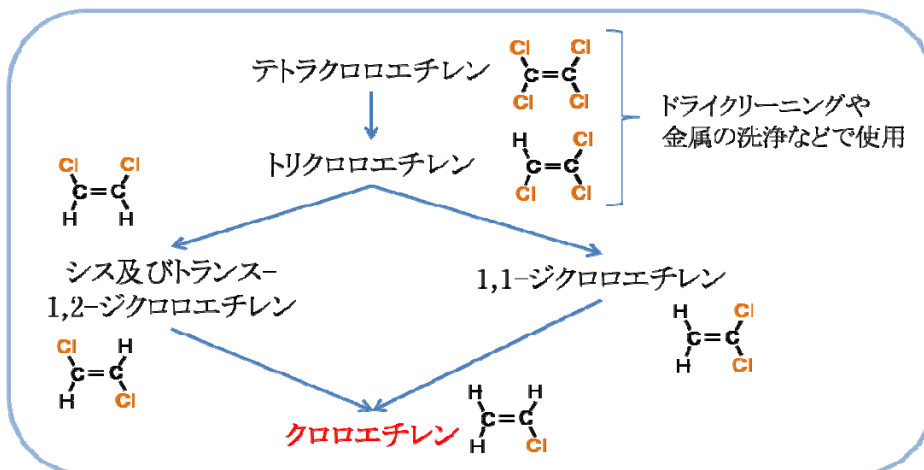 テトラクロロエチレン
Cl Cl
C=C
Cl Cl
ドライクリーニングや
金属の洗浄などで使用
トリクロロエチレン
H Cl
C=C
Cl Cl
Cl Cl
C=C
H H
シス及びトランス-
1,2-ジクロロエチレン
1,1-ジクロロエチレン
Cl H
C=C
H Cl
H Cl
C=C
H Cl
クロロエチレン
H H
C=C
H Cl